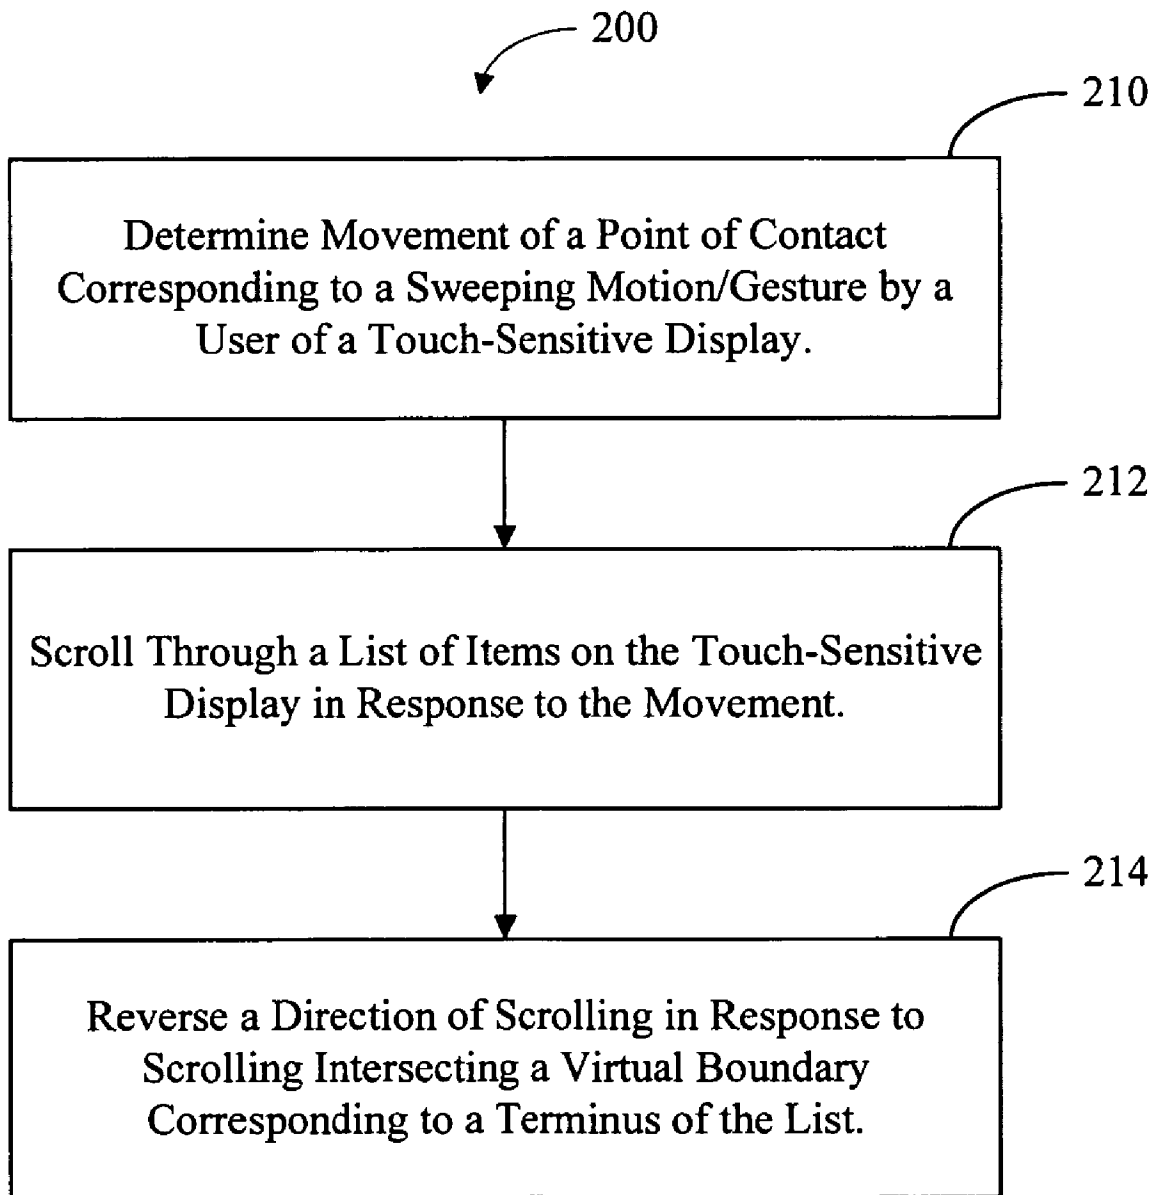 200
210
Determine Movement of a Point of Contact
Corresponding to a Sweeping Motion/Gesture by a
User of a Touch-Sensitive Display.
212
Scroll Through a List of Items on the Touch-Sensitive
Display in Response to the Movement.
214
Reverse a Direction of Scrolling in Response to
Scrolling Intersecting a Virtual Boundary
Corresponding to a Terminus of the List.